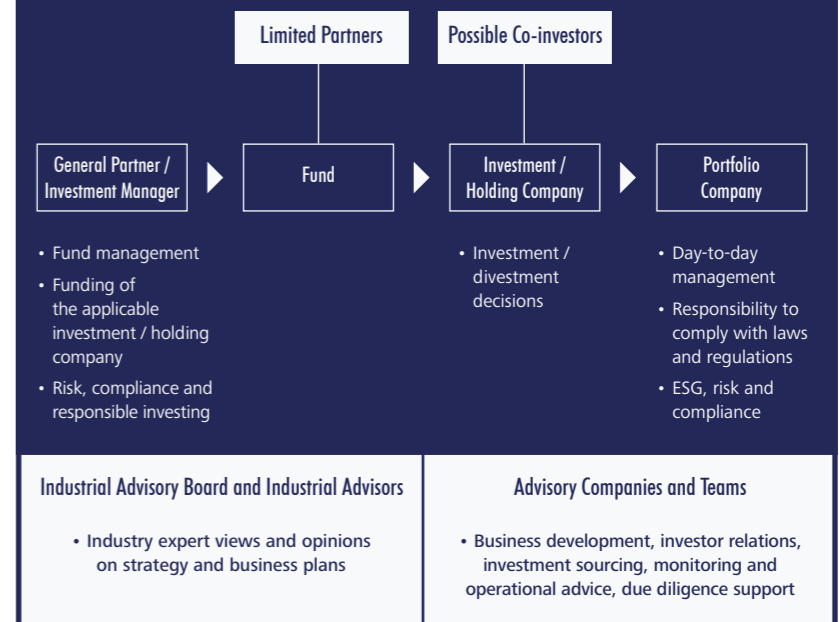 Limited Partners
Possible Co-investors
General Partner /
Investment Manager
Fund
Investment /
Holding Company
Portfolio
Company
• Fund management
• Funding of
the applicable
investment / holding
company
• Risk, compliance and
responsible investing
• Investment /
divestment
decisions
• Day-to-day
management
• Responsibility to
comply with laws
and regulations
• ESG, risk and
compliance
Industrial Advisory Board and Industrial Advisors
• Industry expert views and opinions
on strategy and business plans
Advisory Companies and Teams
• Business development, investor relations,
investment sourcing, monitoring and
operational advice, due diligence support